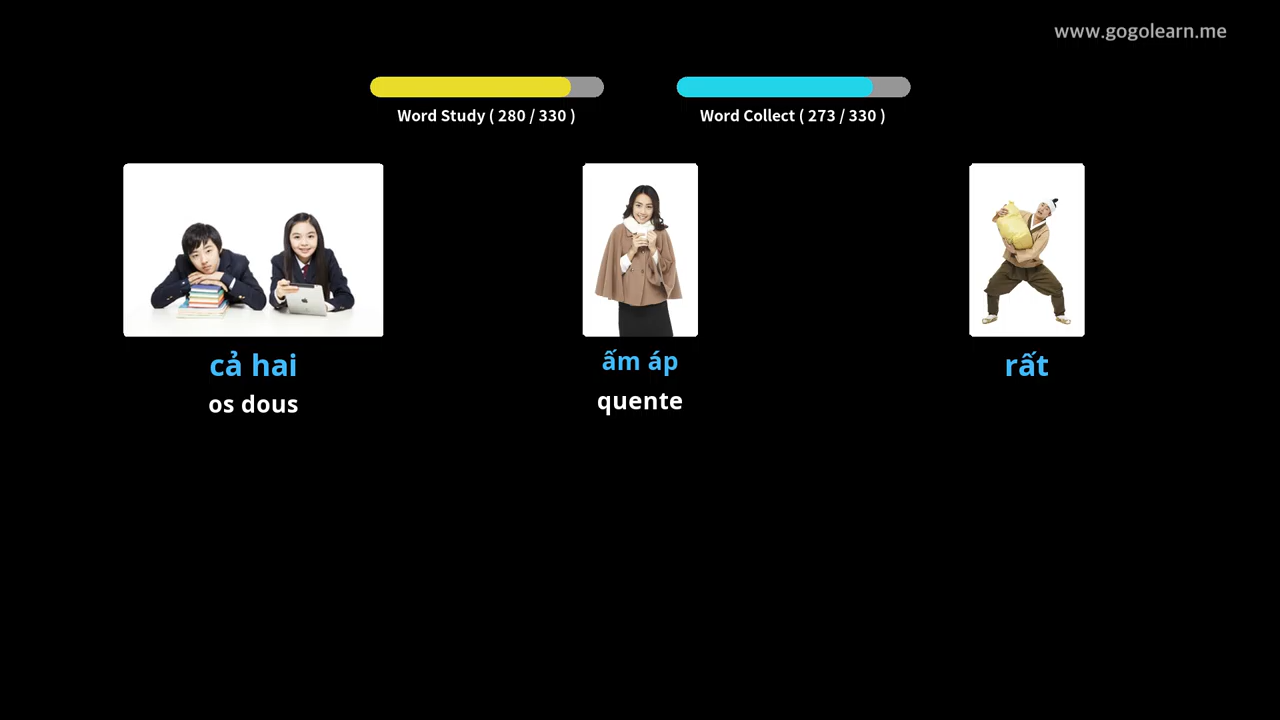 www.gogolearn.me
Word Study ( 280 / 330 )
Word Collect ( 273 / 330 )
cả hai
os dous
ấm áp
quente
rất